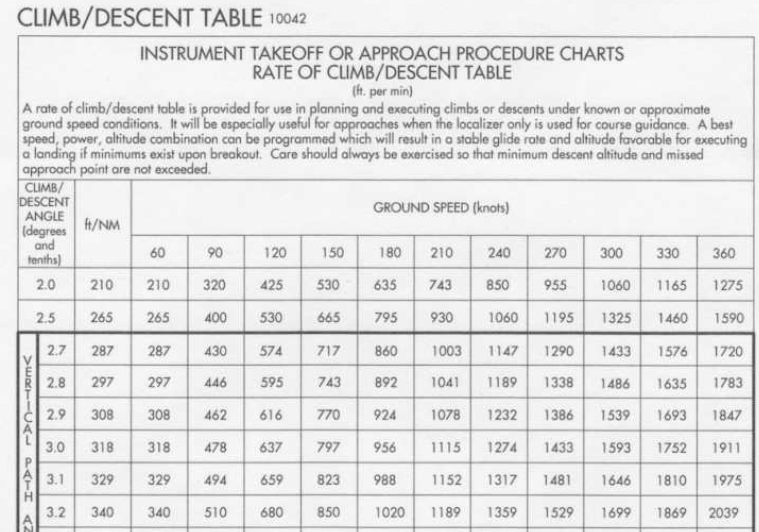 CLIMB/DESCENT TABLE 10042
INSTRUMENT TAKEOFF OR APPROACH PROCEDURE CHARTS
RATE OF CLIMB/DESCENT TABLE
(ft. per min)
A rate of climb/descent table is provided for use in planning and executing climbs or descents under known or approximate
ground speed conditions. It will be especially useful for approaches when the localizer only is used for course guidance. A best
speed, power, altitude combination can be programmed which will result in a stable glide rate and altitude favorable for executing
a landing if minimums exist upon breakout. Care should always be exercised so that minimum descent altitude and missed
approach point are not exceeded.
CLIMB/
DESCENT
ANGLE
(degrees
and
tenths)
ft/NM
GROUND SPEED (knots)
60 90 120 150 180 210 240 270 300 330 360
2.0 210 210 320 425 530 635 743 850 955 1060 1165 1275
2.5 265 265 400 530 665 795 930 1060 1195 1325 1460 1590
VERTICAL PATH AN
2.7 287 287 430 574 717 860 1003 1147 1290 1433 1576 1720
2.8 297 297 446 595 743 892 1041 1189 1338 1486 1635 1783
2.9 308 308 462 616 770 924 1078 1232 1386 1539 1693 1847
3.0 318 318 478 637 797 956 1115 1274 1433 1593 1752 1911
3.1 329 329 494 659 823 988 1152 1317 1481 1646 1810 1975
3.2 340 340 510 680 850 1020 1189 1359 1529 1699 1869 2039